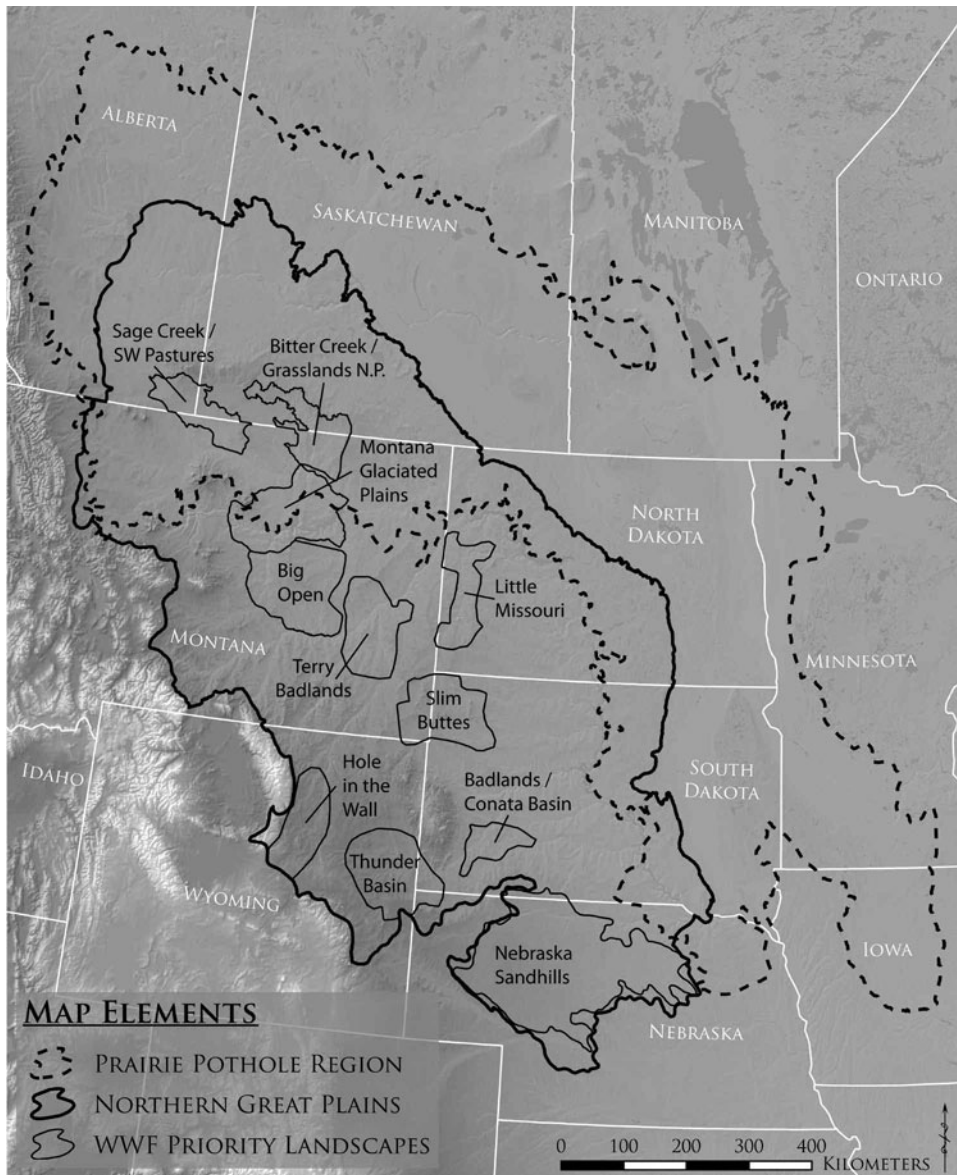 ALBERTA
SASKATCHEWAN
MANITOBA
ONTARIO
Sage Creek /
SW Pastures
Bitter Creek /
Grasslands N.P.
Montana
Glaciated
Plains
NORTH
DAKOTA
Big
Open
Little
Missouri
MONTANA
Terry
Badlands
MINNESOTA
Slim
Buttes
IDAHO
Hole
in the
Wall
Badlands /
Conata Basin
SOUTH
DAKOTA
Thunder
Basin
WYOMING
Nebraska
Sandhills
IOWA
NEBRASKA
MAP ELEMENTS
PRAIRIE POTHOLE REGION
NORTHERN GREAT PLAINS
WWF PRIORITY LANDSCAPES
0 100 200 300 400
KILOMETERS